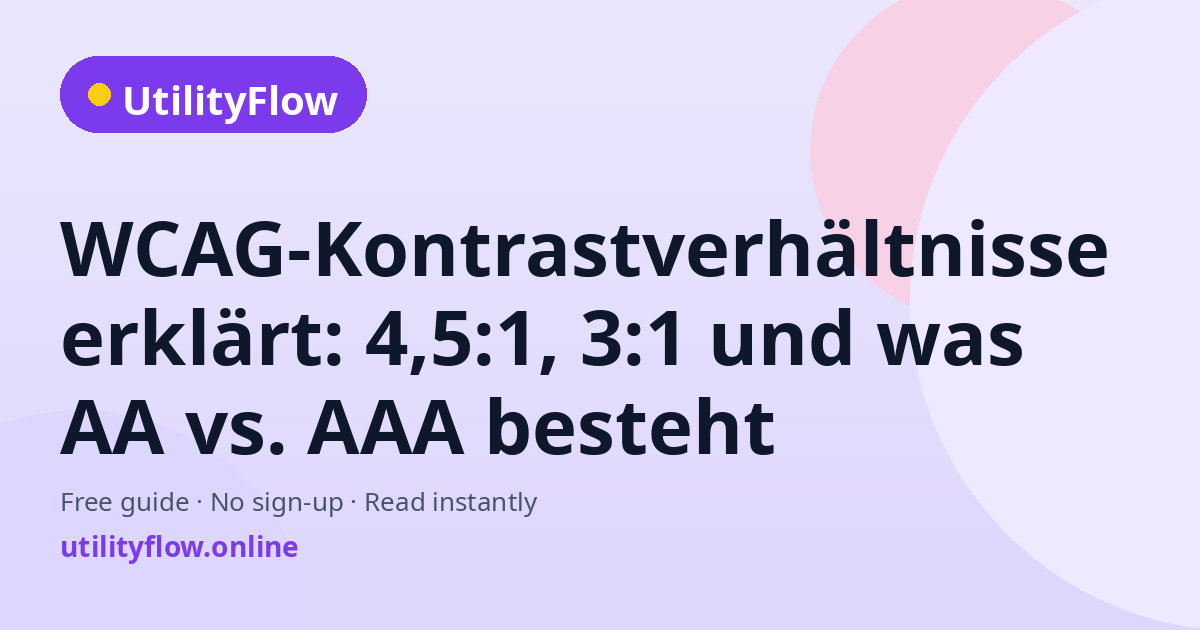 UtilityFlow
WCAG-Kontrastverhältnisse
erklärt: 4,5:1, 3:1 und was
AA vs. AAA besteht
Free guide · No sign-up · Read instantly
utilityflow.online